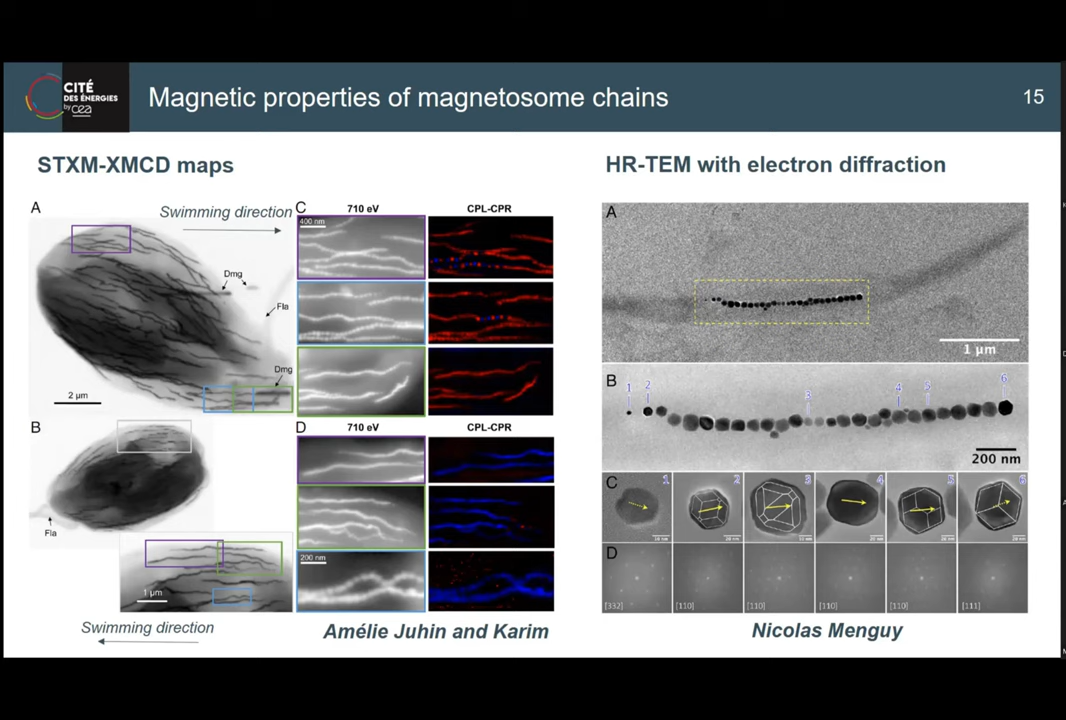 CITÉ
DES ÉNERGIES
by cea
Magnetic properties of magnetosome chains
15
STXM-XMCD maps
A
Swimming direction
Dmg
Fla
Dmg
2 µm
B
Fla
1 µm
Swimming direction
C
710 eV
CPL-CPR
400 nm
D
710 eV
CPL-CPR
200 nm
Amélie Juhin and Karim
HR-TEM with electron diffraction
A
1 µm
B
1
2
3
4
5
6
200 nm
C
1
2
3
4
5
6
D
[332]
[110]
[110]
[110]
[110]
[111]
Nicolas Menguy